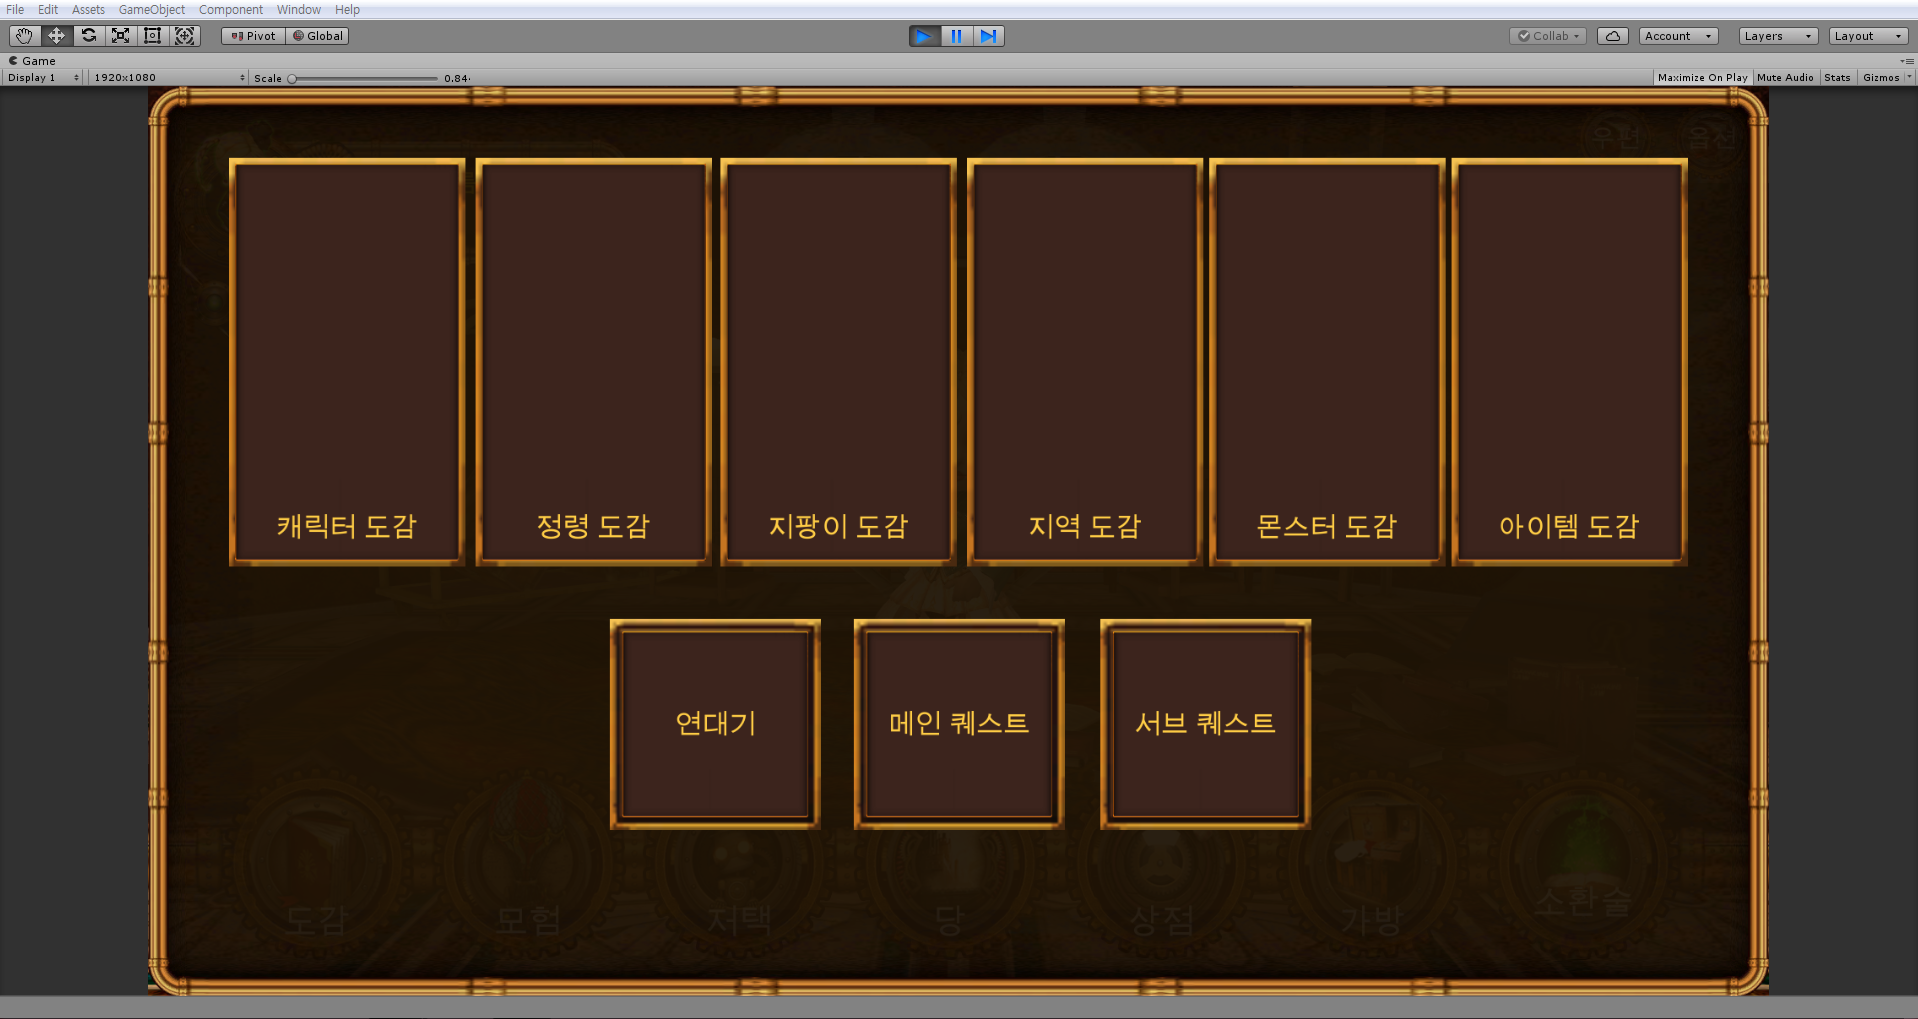 File Edit Assets GameObject Component Window Help
Pivot Global Collab Account Layers Layout
Game
Display 1 1920x1080 Scale 0.84 Maximize On Play Mute Audio Stats Gizmos
우편 옵션
캐릭터 도감 정령 도감 지팡이 도감 지역 도감 몬스터 도감 아이템 도감
연대기 메인 퀘스트 서브 퀘스트
도감 모험 저택 당 상점 가방 소환술